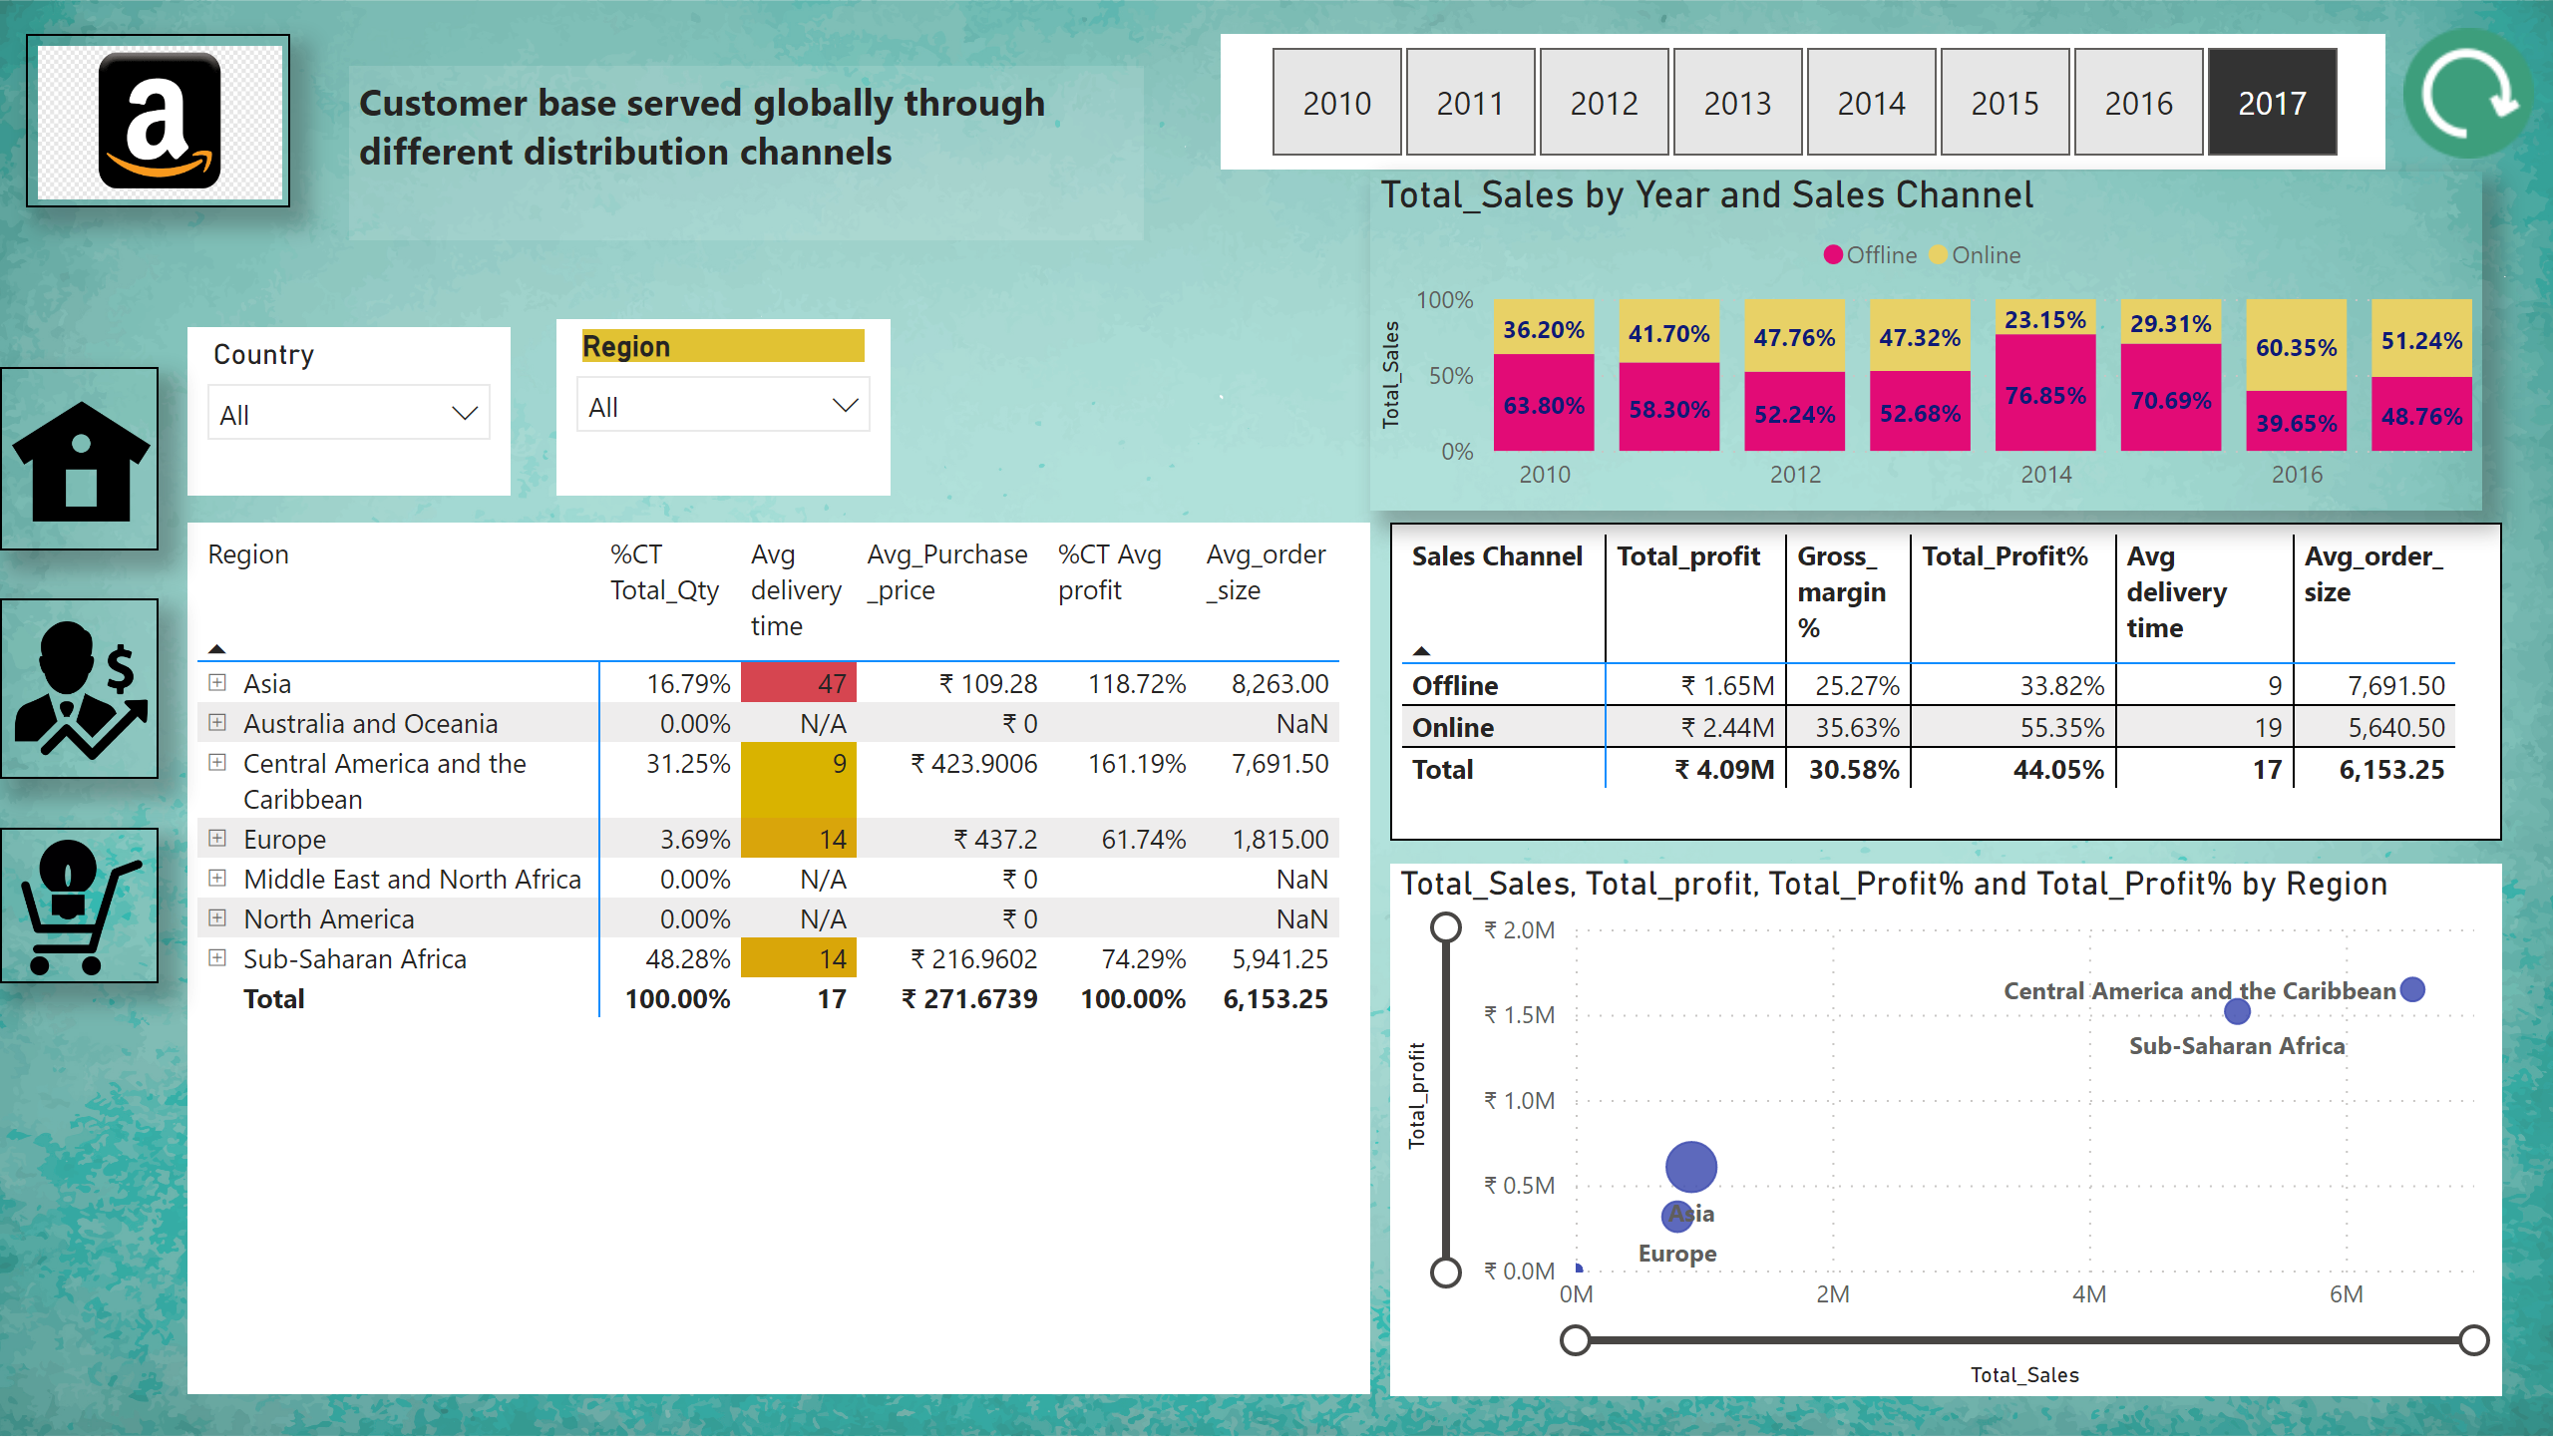 a
Customer base served globally through
different distribution channels
2010 2011 2012 2013 2014 2015 2016 2017
Total_Sales by Year and Sales Channel
Offline Online
Total_Sales
100%
50%
0%
36.20% 41.70% 47.76% 47.32% 23.15% 29.31% 60.35% 51.24%
63.80% 58.30% 52.24% 52.68% 76.85% 70.69% 39.65% 48.76%
2010 2012 2014 2016
Country
All
Region
All
Region %CT Total_Qty Avg delivery time Avg_Purchase_price %CT Avg profit Avg_order_size
Asia 16.79% 47 ₹ 109.28 118.72% 8,263.00
Australia and Oceania 0.00% N/A ₹ 0 NaN
Central America and the Caribbean 31.25% 9 ₹ 423.9006 161.19% 7,691.50
Europe 3.69% 14 ₹ 437.2 61.74% 1,815.00
Middle East and North Africa 0.00% N/A ₹ 0 NaN
North America 0.00% N/A ₹ 0 NaN
Sub-Saharan Africa 48.28% 14 ₹ 216.9602 74.29% 5,941.25
Total 100.00% 17 ₹ 271.6739 100.00% 6,153.25
Sales Channel Total_profit Gross_margin % Total_Profit% Avg delivery time Avg_order_size
Offline ₹ 1.65M 25.27% 33.82% 9 7,691.50
Online ₹ 2.44M 35.63% 55.35% 19 5,640.50
Total ₹ 4.09M 30.58% 44.05% 17 6,153.25
Total_Sales, Total_profit, Total_Profit% and Total_Profit% by Region
Total_profit
₹ 2.0M
₹ 1.5M
₹ 1.0M
₹ 0.5M
₹ 0.0M
Central America and the Caribbean
Sub-Saharan Africa
Asia
Europe
0M 2M 4M 6M
Total_Sales
$